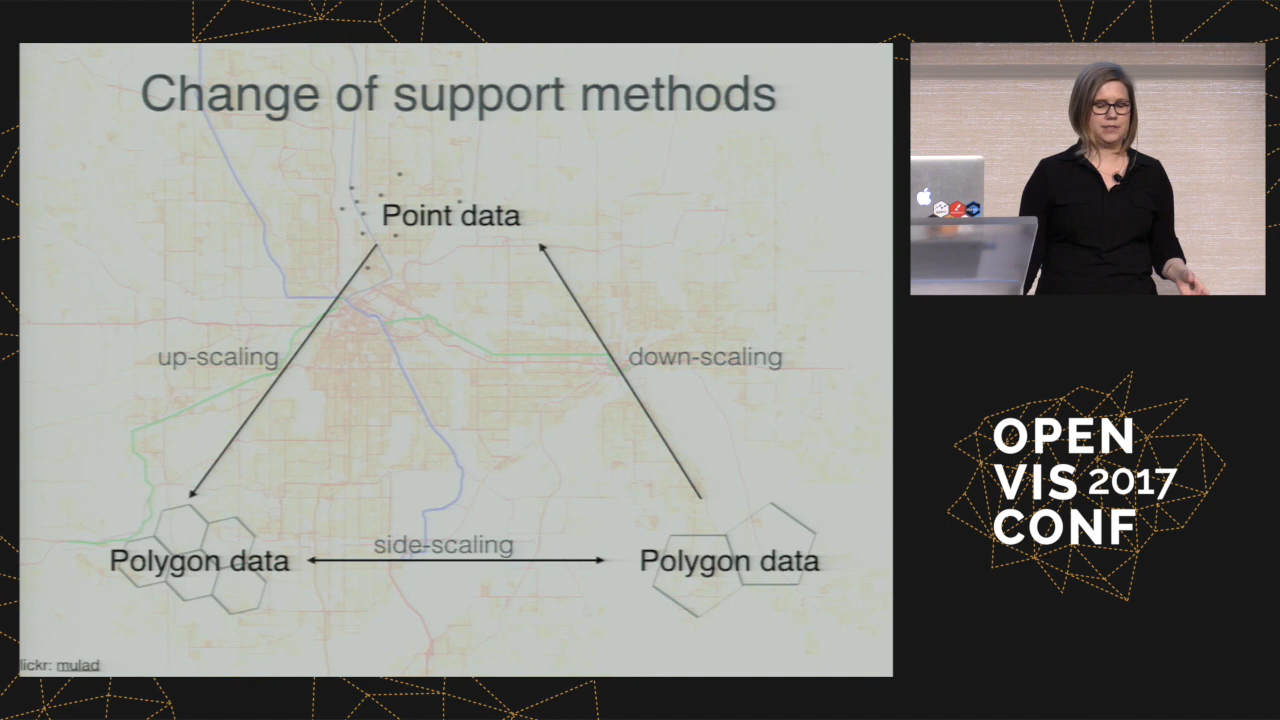 Change of support methods
Point data
up-scaling
down-scaling
side-scaling
Polygon data
Polygon data
lickr: mulad
OPEN
VIS 2017
CONF